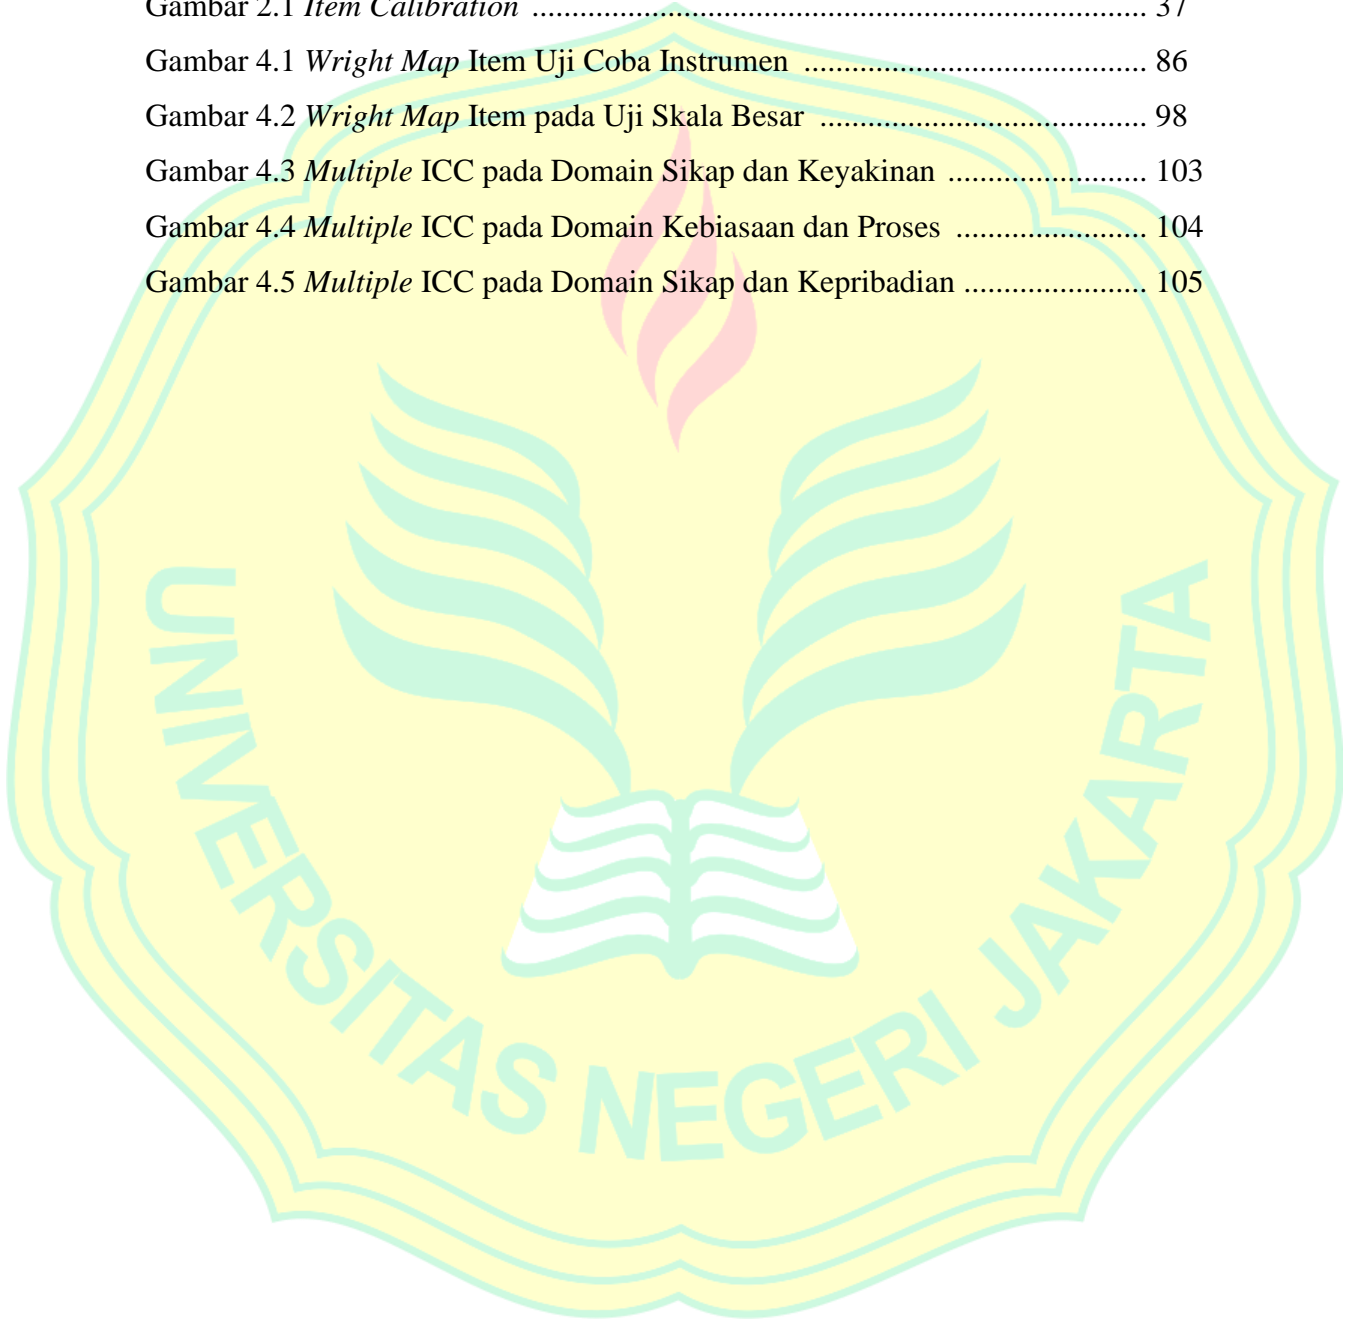 Gambar 2.1 Item Calibration ............................................................................. 37
Gambar 4.1 Wright Map Item Uji Coba Instrumen ........................................... 86
Gambar 4.2 Wright Map Item pada Uji Skala Besar ......................................... 98
Gambar 4.3 Multiple ICC pada Domain Sikap dan Keyakinan ......................... 103
Gambar 4.4 Multiple ICC pada Domain Kebiasaan dan Proses ........................ 104
Gambar 4.5 Multiple ICC pada Domain Sikap dan Kepribadian ....................... 105
UNIVERSITAS NEGERI JAKARTA